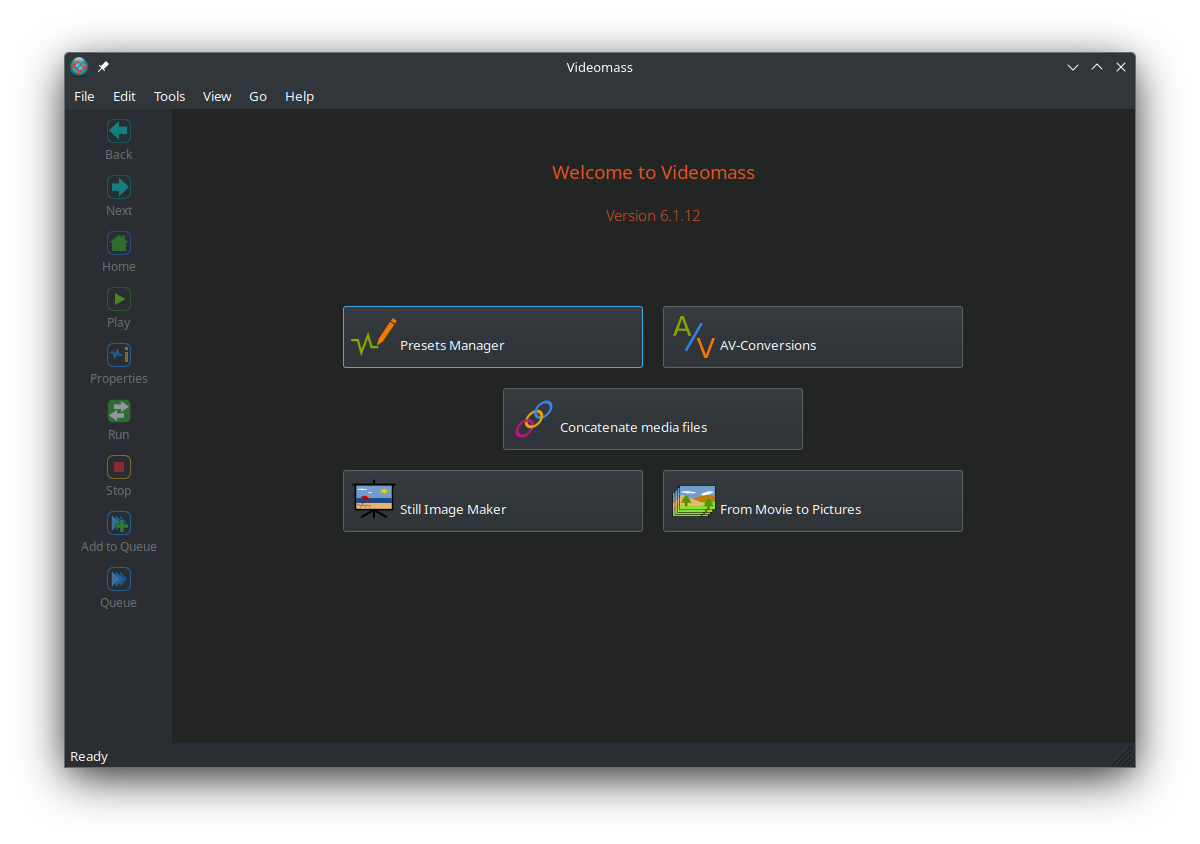 Videomass
File Edit Tools View Go Help
Back
Next
Home
Play
Properties
Run
Stop
Add to Queue
Queue
Welcome to Videomass
Version 6.1.12
Presets Manager
A/V AV-Conversions
Concatenate media files
Still Image Maker
From Movie to Pictures
Ready